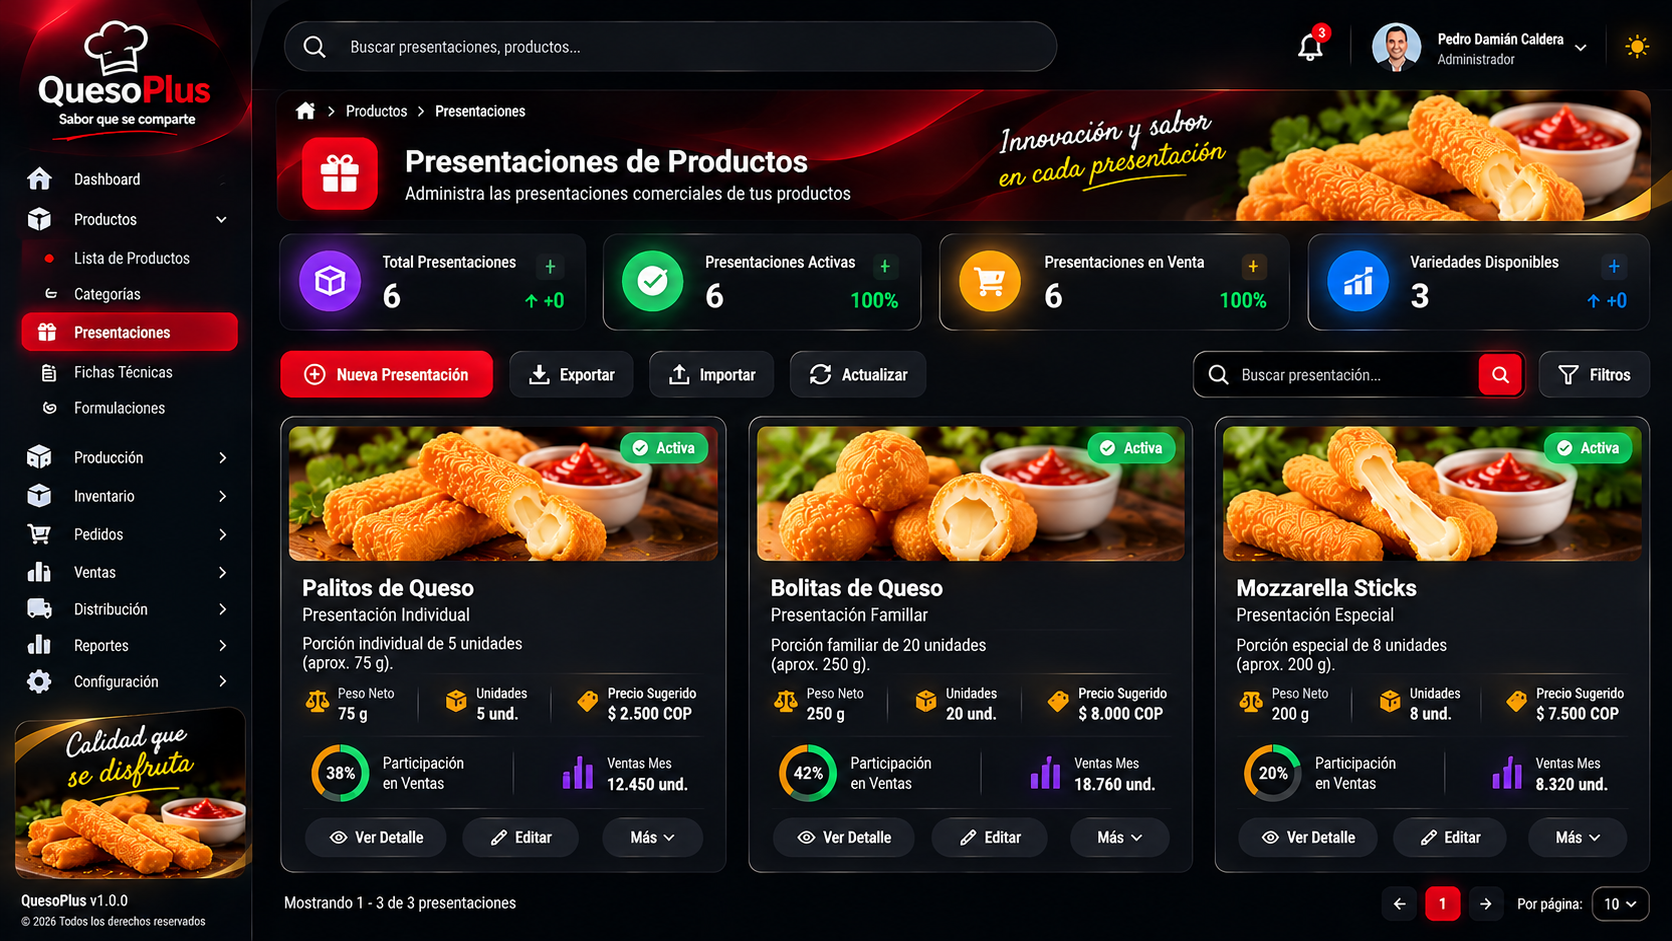 QuesoPlus
Sabor que se comparte
Dashboard
Productos
Lista de Productos
Categorías
Presentaciones
Fichas Técnicas
Formulaciones
Producción
Inventario
Pedidos
Ventas
Distribución
Reportes
Configuración
Calidad que
se disfruta
QuesoPlus v1.0.0
© 2026 Todos los derechos reservados
Buscar presentaciones, productos...
3
Pedro Damián Caldera
Administrador
Productos > Presentaciones
Presentaciones de Productos
Administra las presentaciones comerciales de tus productos
Innovación y sabor
en cada presentación
Total Presentaciones +
6 ↑ +0
Presentaciones Activas +
6 100%
Presentaciones en Venta +
6 100%
Variedades Disponibles +
3 ↑ +0
Nueva Presentación
Exportar
Importar
Actualizar
Buscar presentación...
Filtros
Activa
Palitos de Queso
Presentación Individual
Porción individual de 5 unidades
(aprox. 75 g).
Peso Neto
75 g
Unidades
5 und.
Precio Sugerido
$ 2.500 COP
38%
Participación
en Ventas
Ventas Mes
12.450 und.
Ver Detalle
Editar
Más
Activa
Bolitas de Queso
Presentación Familiar
Porción familiar de 20 unidades
(aprox. 250 g).
Peso Neto
250 g
Unidades
20 und.
Precio Sugerido
$ 8.000 COP
42%
Participación
en Ventas
Ventas Mes
18.760 und.
Ver Detalle
Editar
Más
Activa
Mozzarella Sticks
Presentación Especial
Porción especial de 8 unidades
(aprox. 200 g).
Peso Neto
200 g
Unidades
8 und.
Precio Sugerido
$ 7.500 COP
20%
Participación
en Ventas
Ventas Mes
8.320 und.
Ver Detalle
Editar
Más
Mostrando 1 - 3 de 3 presentaciones
← 1 →
Por página: 10